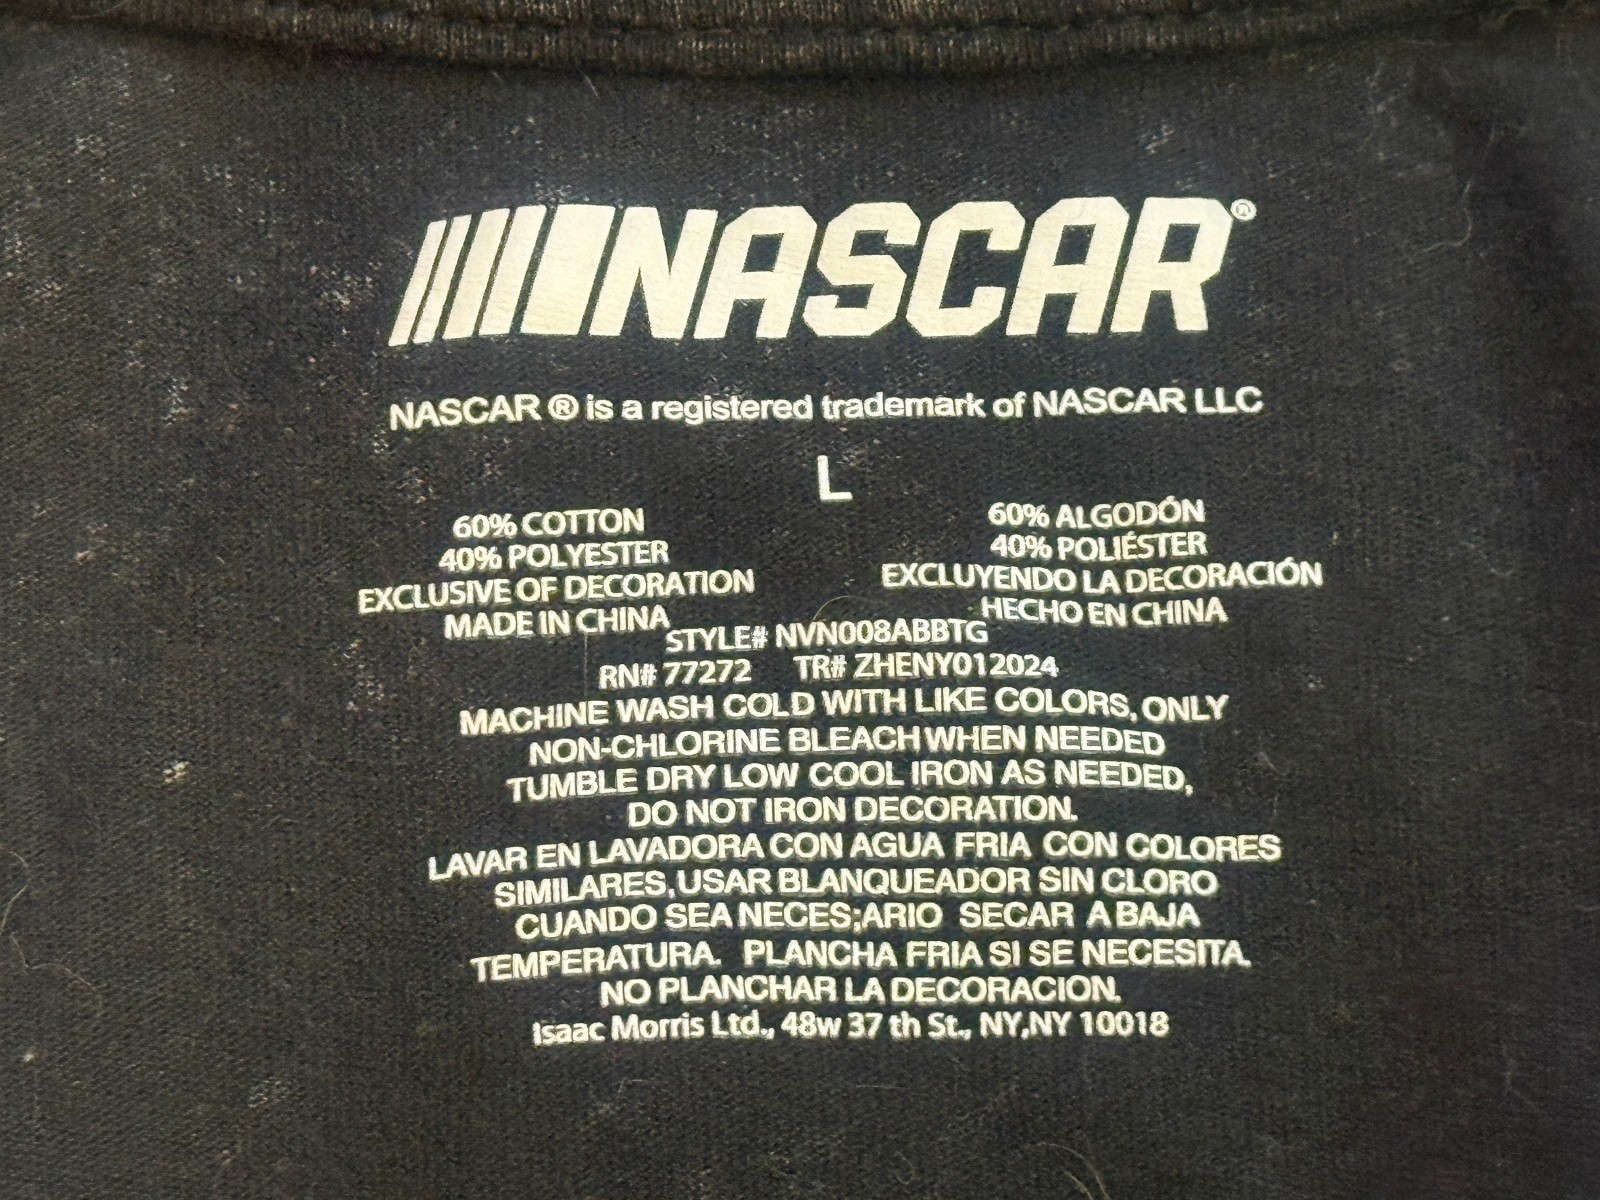 NASCAR®
NASCAR ® is a registered trademark of NASCAR LLC
L
60% COTTON
40% POLYESTER
EXCLUSIVE OF DECORATION
MADE IN CHINA
60% ALGODÓN
40% POLIÉSTER
EXCLUYENDO LA DECORACIÓN
HECHO EN CHINA
STYLE# NVN008ABBTG
RN# 77272 TR# ZHENY012024
MACHINE WASH COLD WITH LIKE COLORS, ONLY
NON-CHLORINE BLEACH WHEN NEEDED
TUMBLE DRY LOW COOL IRON AS NEEDED,
DO NOT IRON DECORATION.
LAVAR EN LAVADORA CON AGUA FRIA CON COLORES
SIMILARES, USAR BLANQUEADOR SIN CLORO
CUANDO SEA NECES;ARIO SECAR A BAJA
TEMPERATURA. PLANCHA FRIA SI SE NECESITA.
NO PLANCHAR LA DECORACION.
Isaac Morris Ltd., 48w 37 th St., NY,NY 10018